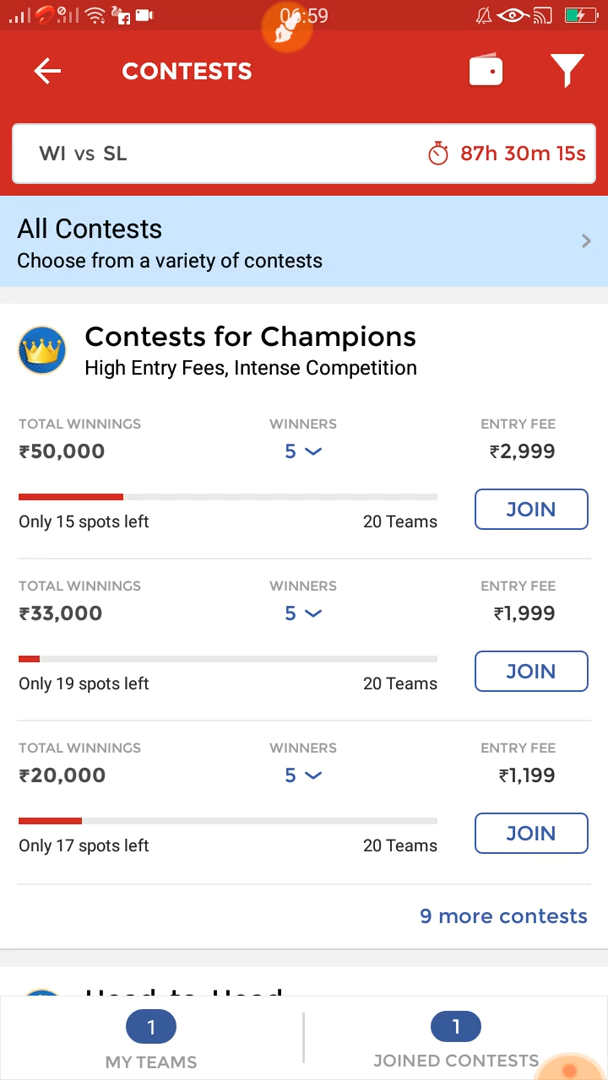 06:59
CONTESTS
WI vs SL
87h 30m 15s
All Contests
Choose from a variety of contests
Contests for Champions
High Entry Fees, Intense Competition
TOTAL WINNINGS WINNERS ENTRY FEE
₹50,000 5 ₹2,999
Only 15 spots left 20 Teams JOIN
TOTAL WINNINGS WINNERS ENTRY FEE
₹33,000 5 ₹1,999
Only 19 spots left 20 Teams JOIN
TOTAL WINNINGS WINNERS ENTRY FEE
₹20,000 5 ₹1,199
Only 17 spots left 20 Teams JOIN
9 more contests
1 1
MY TEAMS JOINED CONTESTS